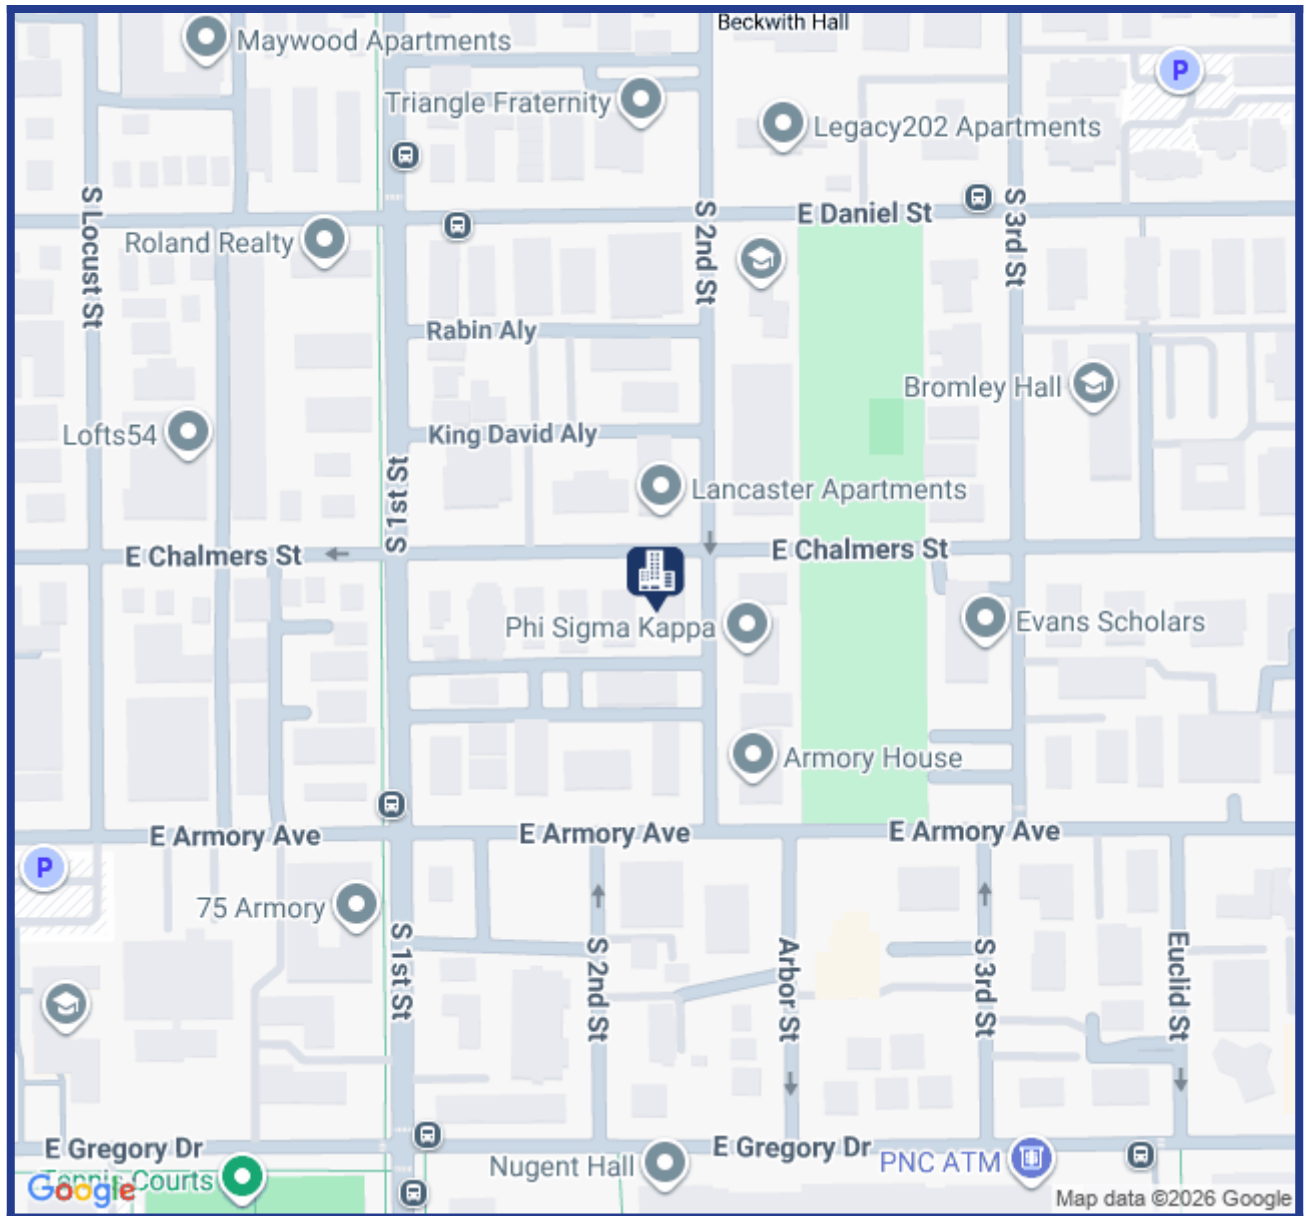 Beckwith Hall
Maywood Apartments
P
Triangle Fraternity
Legacy202 Apartments
S Locust St
S 2nd St
S 3rd St
E Daniel St
Roland Realty
Rabin Aly
Bromley Hall
Lofts54
King David Aly
S 1st St
Lancaster Apartments
E Chalmers St
E Chalmers St
Phi Sigma Kappa
Evans Scholars
Armory House
E Armory Ave
E Armory Ave
E Armory Ave
P
75 Armory
S 1st St
S 2nd St
Arbor St
S 3rd St
Euclid St
E Gregory Dr
E Gregory Dr
Nugent Hall
PNC ATM
Tennis Courts
Google
Map data ©2026 Google